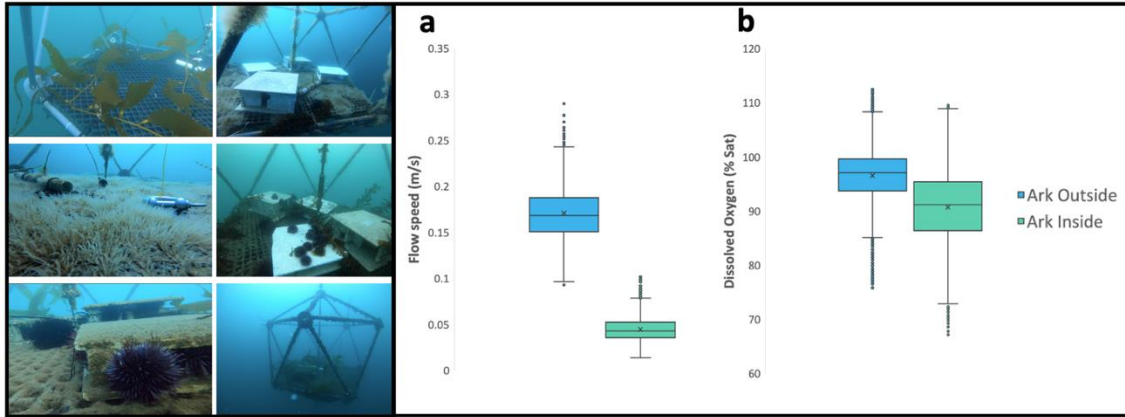 a
0.35
0.3
0.25
0.2
0.15
0.1
0.05
0
Flow speed (m/s)
b
120
110
100
90
80
70
60
Dissolved Oxygen (% Sat)
Ark Outside
Ark Inside